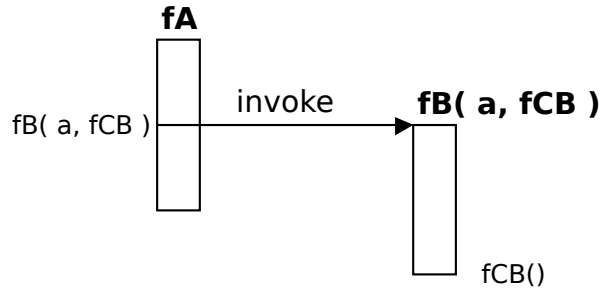 fA
invoke
fB( a, fCB )
fB( a, fCB )
fCB()